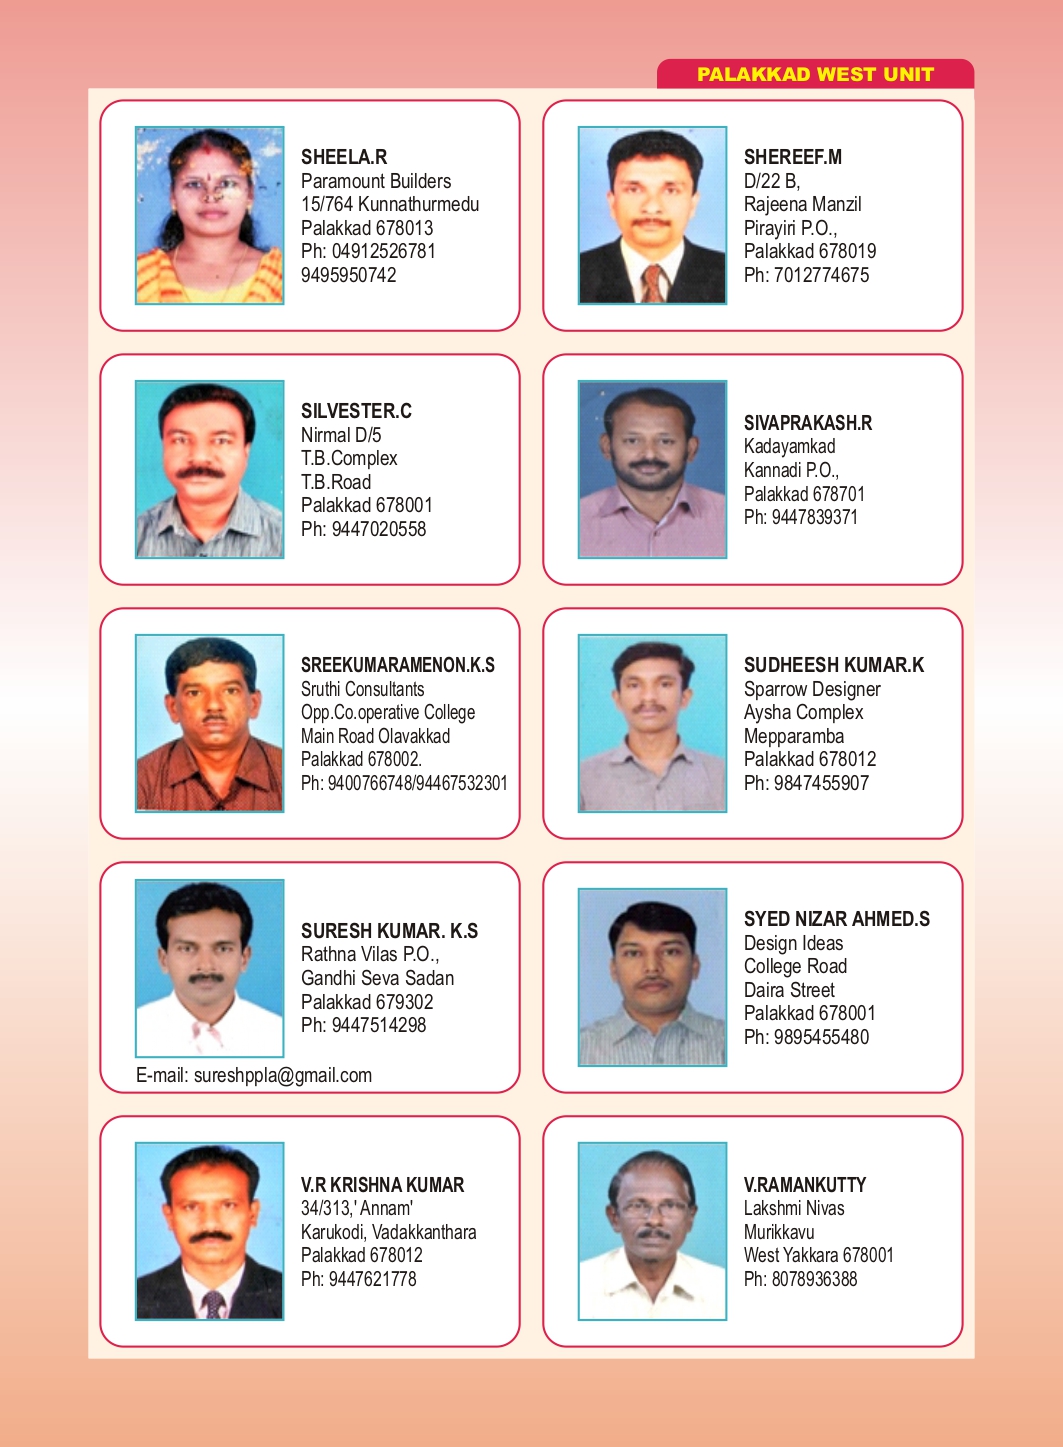 PALAKKAD WEST UNIT
SHEELA.R
Paramount Builders
15/764 Kunnathurmedu
Palakkad 678013
Ph: 04912526781
9495950742
SHEREEF.M
D/22 B,
Rajeena Manzil
Pirayiri P.O.,
Palakkad 678019
Ph: 7012774675
SILVESTER.C
Nirmal D/5
T.B.Complex
T.B.Road
Palakkad 678001
Ph: 9447020558
SIVAPRAKASH.R
Kadayamkad
Kannadi P.O.,
Palakkad 678701
Ph: 9447839371
SREEKUMARAMENON.K.S
Sruthi Consultants
Opp.Co.operative College
Main Road Olavakkad
Palakkad 678002.
Ph: 9400766748/94467532301
SUDHEESH KUMAR.K
Sparrow Designer
Aysha Complex
Mepparamba
Palakkad 678012
Ph: 9847455907
SURESH KUMAR. K.S
Rathna Vilas P.O.,
Gandhi Seva Sadan
Palakkad 679302
Ph: 9447514298
E-mail: sureshppla@gmail.com
SYED NIZAR AHMED.S
Design Ideas
College Road
Daira Street
Palakkad 678001
Ph: 9895455480
V.R KRISHNA KUMAR
34/313,' Annam'
Karukodi, Vadakkanthara
Palakkad 678012
Ph: 9447621778
V.RAMANKUTTY
Lakshmi Nivas
Murikkavu
West Yakkara 678001
Ph: 8078936388